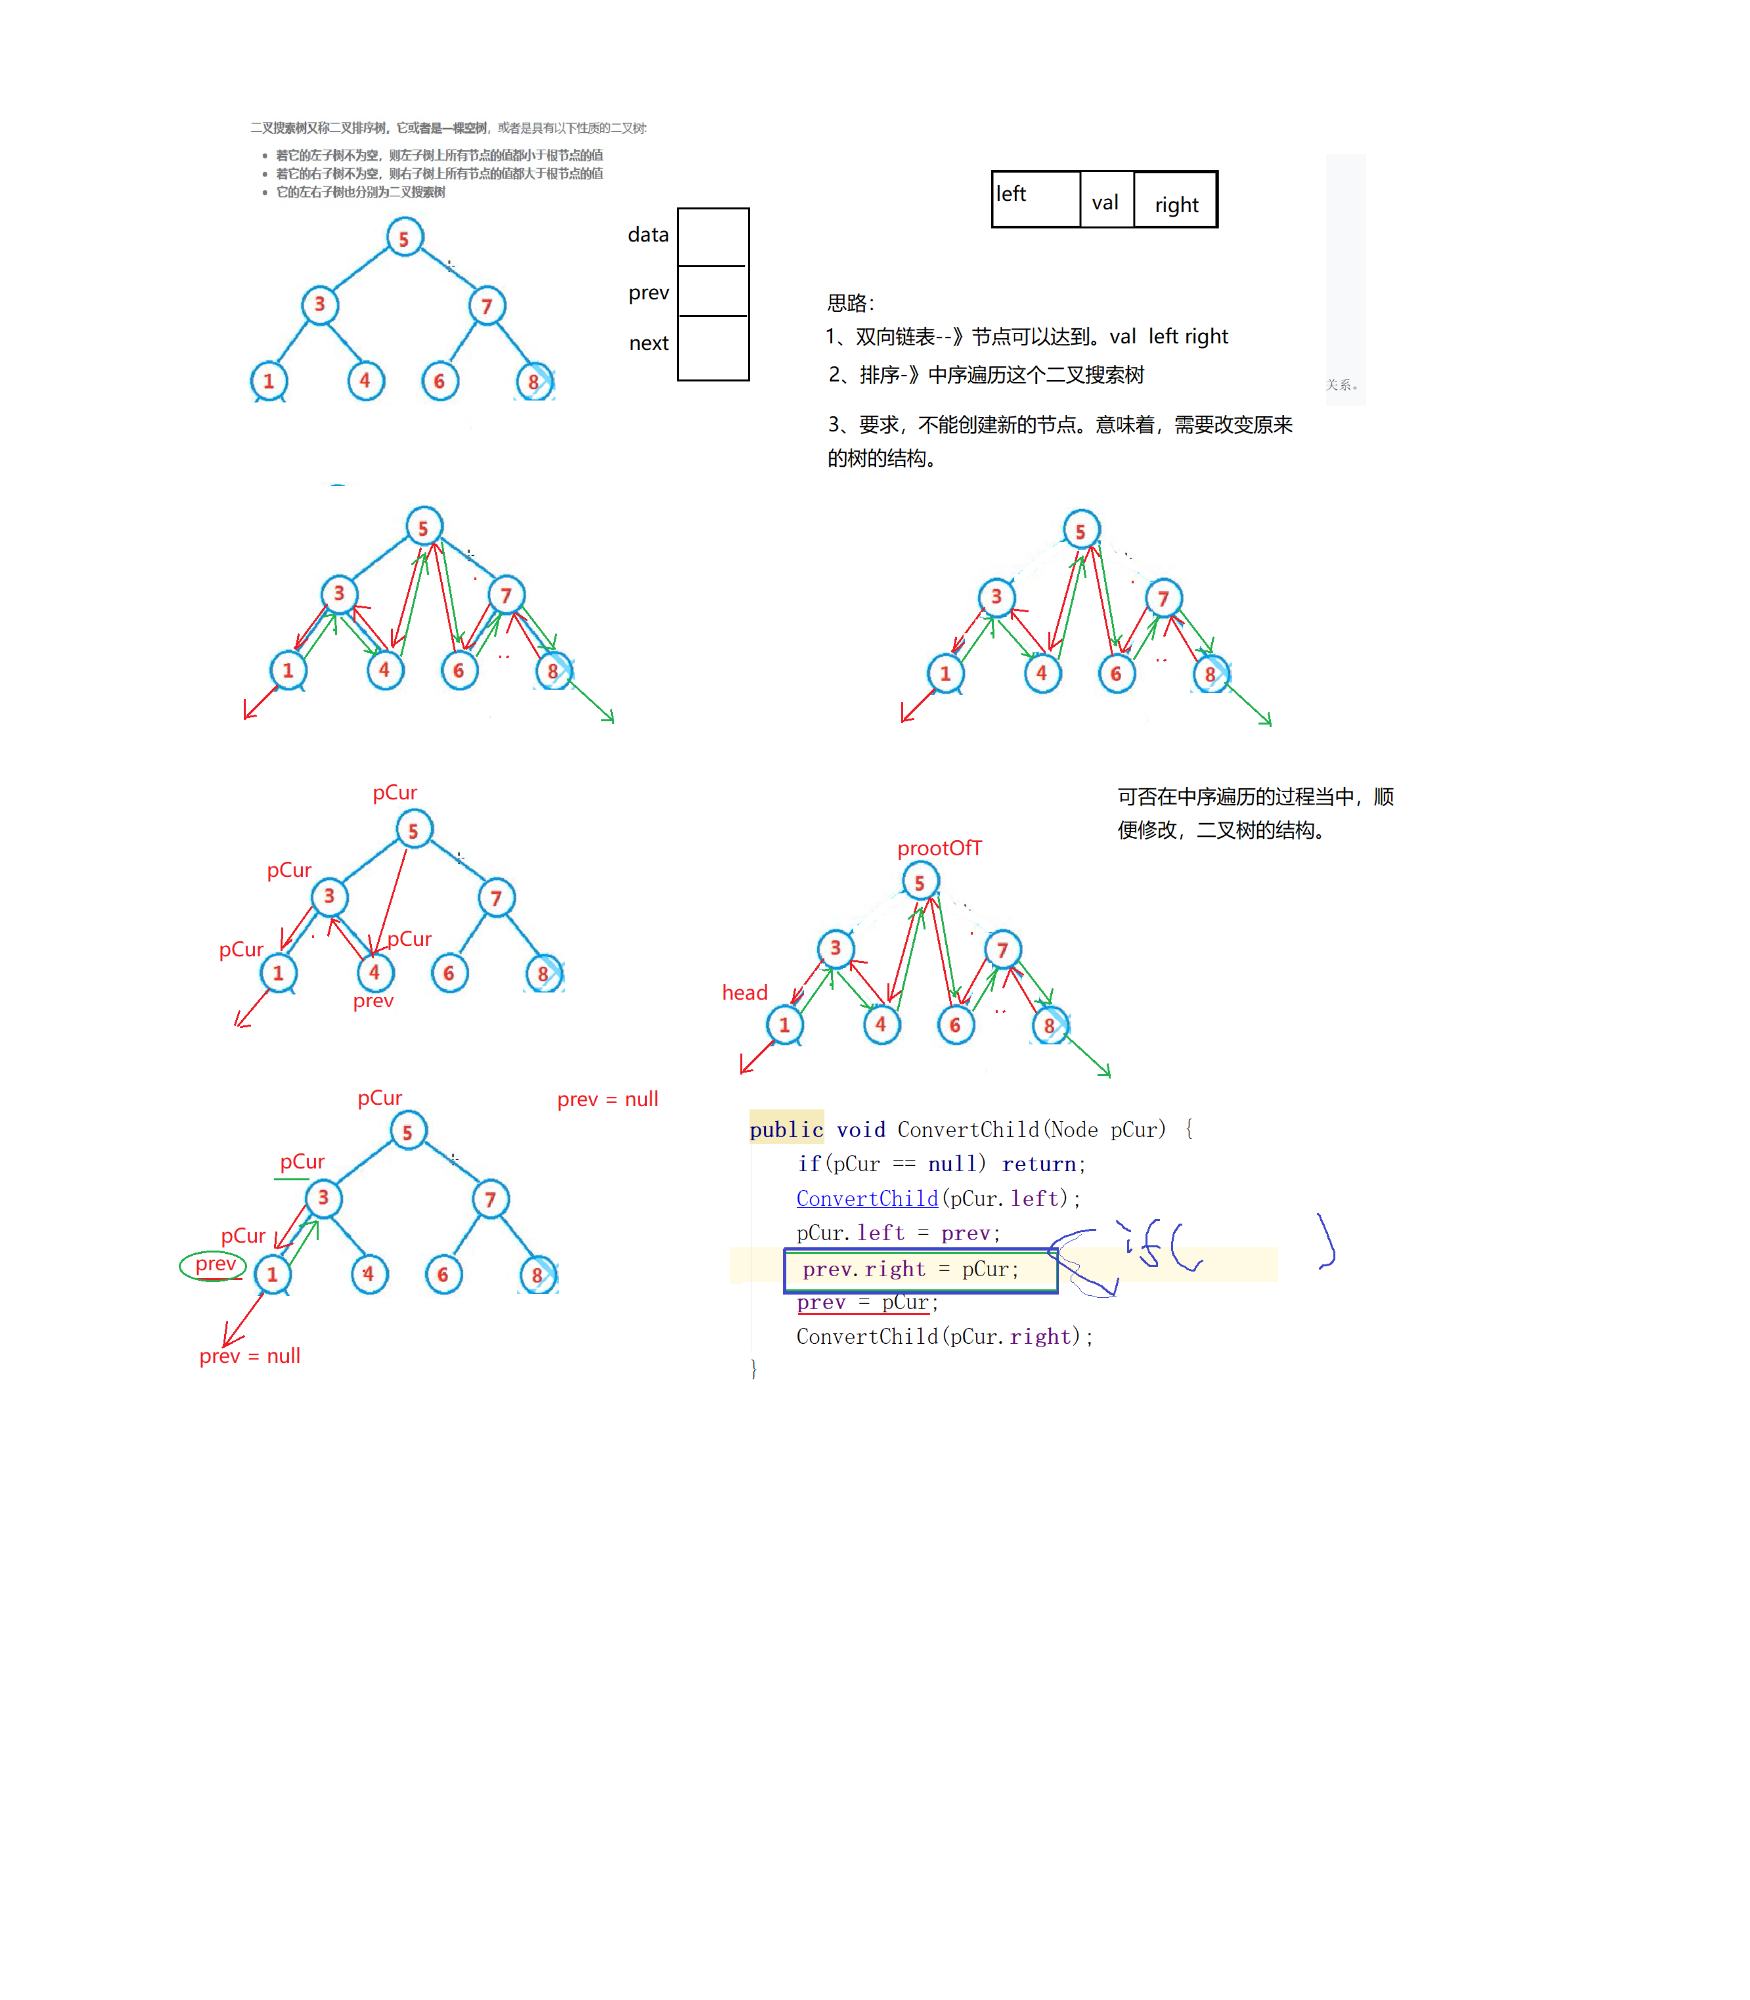 二叉搜索树又称二叉排序树，它或者是一棵空树，或者是具有以下性质的二叉树:
• 若它的左子树不为空，则左子树上所有节点的值都小于根节点的值
• 若它的右子树不为空，则右子树上所有节点的值都大于根节点的值
• 它的左右子树也分别为二叉搜索树
5
3
7
1
4
6
8
data
prev
next
left
val
right
思路：
1、双向链表--》节点可以达到。val left right
2、排序-》中序遍历这个二叉搜索树
3、要求，不能创建新的节点。意味着，需要改变原来
的树的结构。
关系。
5
3
7
1
4
6
8
5
3
7
1
4
6
8
pCur
5
pCur
3
7
pCur
pCur
1
4
6
8
prev
可否在中序遍历的过程当中，顺
便修改，二叉树的结构。
prootOfT
5
3
7
head
1
4
6
8
pCur
prev = null
5
pCur
3
7
pCur
prev
1
4
6
8
prev = null
public void ConvertChild(Node pCur) {
if(pCur == null) return;
ConvertChild(pCur.left);
pCur.left = prev;
prev.right = pCur;
if( )
prev = pCur;
ConvertChild(pCur.right);
}